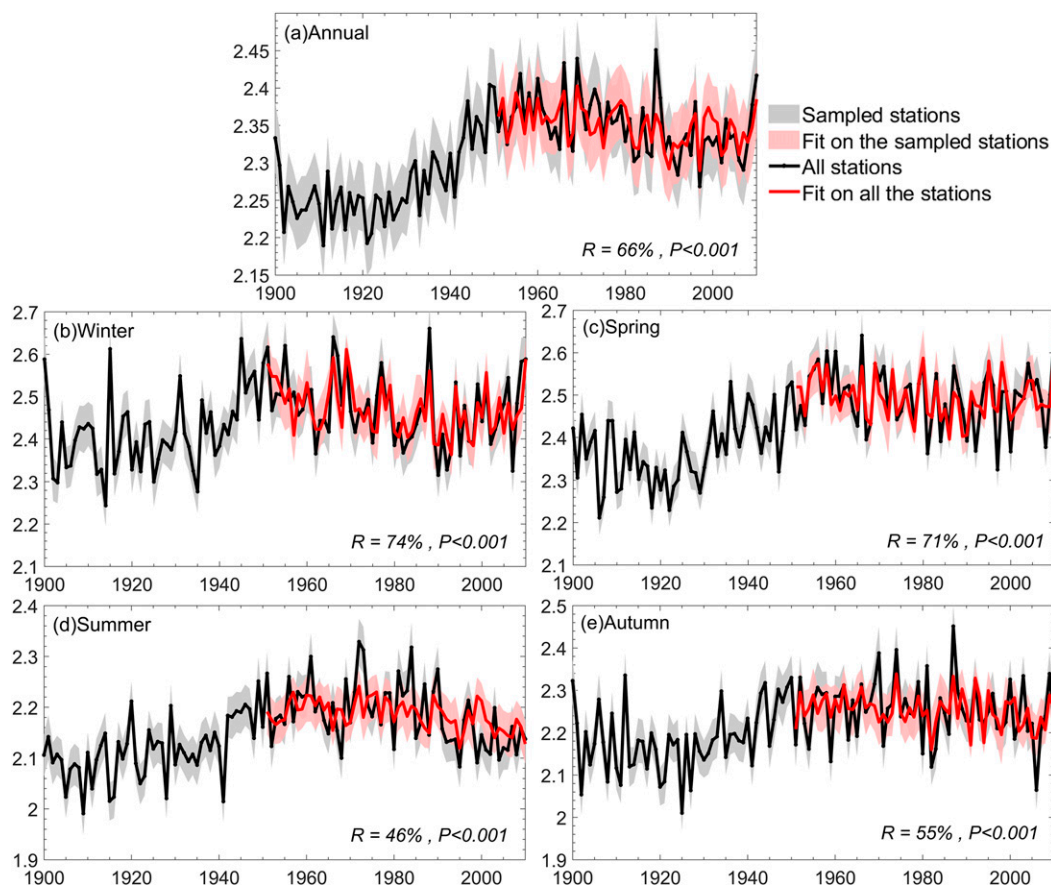 (a)Annual
2.45
2.4
2.35
2.3
2.25
2.2
2.15
R = 66% , P<0.001
1900 1920 1940 1960 1980 2000
Sampled stations
Fit on the sampled stations
All stations
Fit on all the stations
(b)Winter
2.7
2.6
2.5
2.4
2.3
2.2
2.1
R = 74% , P<0.001
1900 1920 1940 1960 1980 2000
(c)Spring
2.7
2.6
2.5
2.4
2.3
2.2
2.1
R = 71% , P<0.001
1900 1920 1940 1960 1980 2000
(d)Summer
2.4
2.3
2.2
2.1
2
1.9
R = 46% , P<0.001
1900 1920 1940 1960 1980 2000
(e)Autumn
2.5
2.4
2.3
2.2
2.1
2
1.9
R = 55% , P<0.001
1900 1920 1940 1960 1980 2000